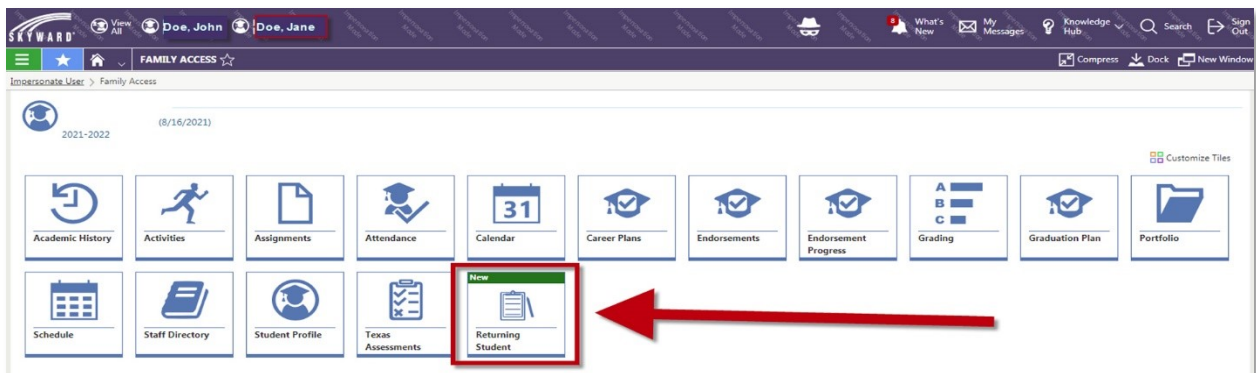 SKYWARD
View All
Doe, John
Doe, Jane
8
What's New
My Messages
Knowledge Hub
Search
Sign Out
FAMILY ACCESS
Compress
Dock
New Window
Impersonate User > Family Access
2021-2022
(8/16/2021)
Customize Tiles
31
A
B
C
Academic History
Activities
Assignments
Attendance
Calendar
Career Plans
Endorsements
Endorsement
Progress
Grading
Graduation Plan
Portfolio
New
Schedule
Staff Directory
Student Profile
Texas
Assessments
Returning
Student